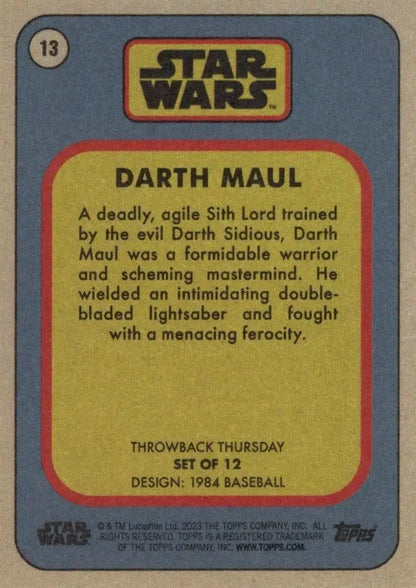 13
STAR
WARS™
DARTH MAUL
A deadly, agile Sith Lord trained
by the evil Darth Sidious, Darth
Maul was a formidable warrior
and scheming mastermind. He
wielded an intimidating double-
bladed lightsaber and fought
with a menacing ferocity.
THROWBACK THURSDAY
SET OF 12
DESIGN: 1984 BASEBALL
STAR
WARS
© & TM Lucasfilm Ltd. 2023 THE TOPPS COMPANY, INC. ALL
RIGHTS RESERVED. TOPPS IS A REGISTERED TRADEMARK
OF THE TOPPS COMPANY, INC. WWW.TOPPS.COM.
Topps